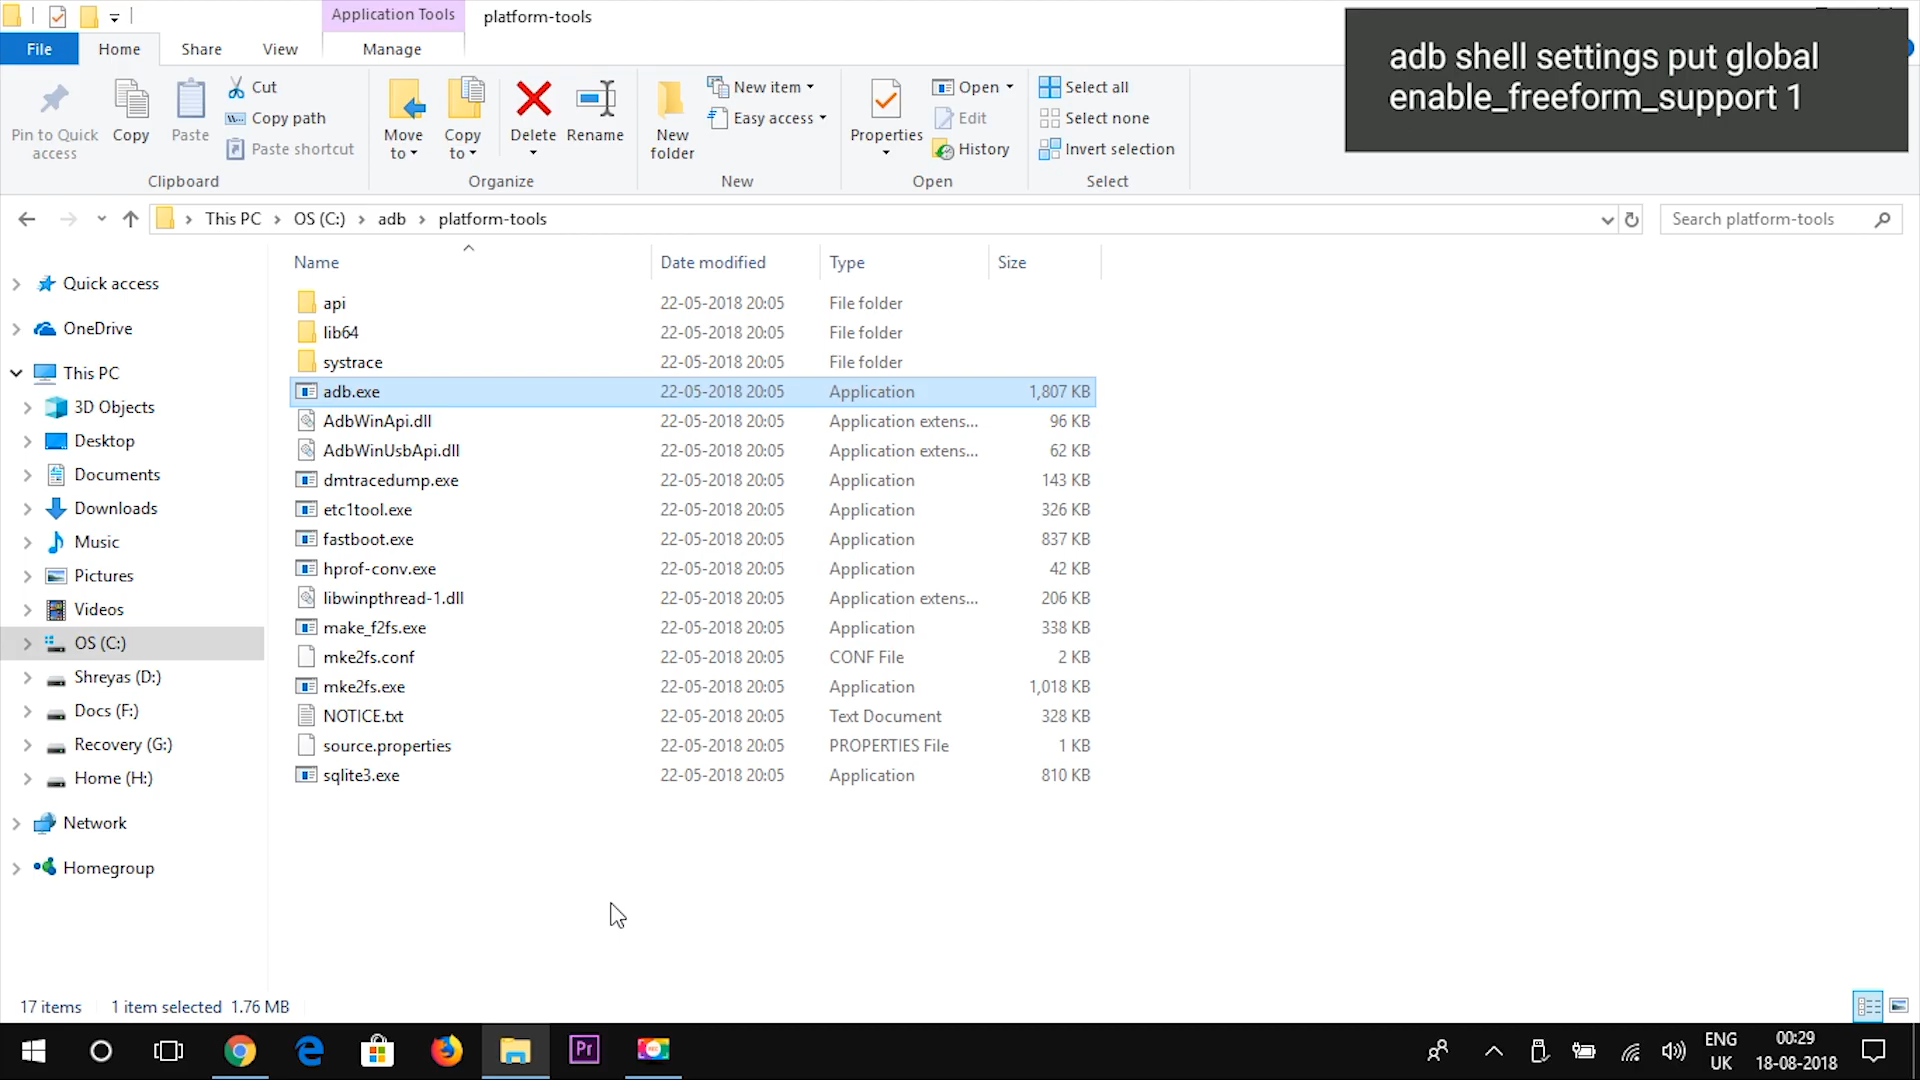 Application Tools
platform-tools
File
Home
Share
View
Manage
adb shell settings put global
enable_freeform_support 1
Pin to Quick
access
Copy
Paste
Cut
Copy path
Paste shortcut
Clipboard
Move
to
Copy
to
Delete
Rename
Organize
New
folder
New item
Easy access
New
Properties
Open
Edit
History
Open
Select all
Select none
Invert selection
Select
This PC > OS (C:) > adb > platform-tools
Search platform-tools
Quick access
OneDrive
This PC
3D Objects
Desktop
Documents
Downloads
Music
Pictures
Videos
OS (C:)
Shreyas (D:)
Docs (F:)
Recovery (G:)
Home (H:)
Network
Homegroup
Name Date modified Type Size
api 22-05-2018 20:05 File folder
lib64 22-05-2018 20:05 File folder
systrace 22-05-2018 20:05 File folder
adb.exe 22-05-2018 20:05 Application 1,807 KB
AdbWinApi.dll 22-05-2018 20:05 Application extens... 96 KB
AdbWinUsbApi.dll 22-05-2018 20:05 Application extens... 62 KB
dmtracedump.exe 22-05-2018 20:05 Application 143 KB
etc1tool.exe 22-05-2018 20:05 Application 326 KB
fastboot.exe 22-05-2018 20:05 Application 837 KB
hprof-conv.exe 22-05-2018 20:05 Application 42 KB
libwinpthread-1.dll 22-05-2018 20:05 Application extens... 206 KB
make_f2fs.exe 22-05-2018 20:05 Application 338 KB
mke2fs.conf 22-05-2018 20:05 CONF File 2 KB
mke2fs.exe 22-05-2018 20:05 Application 1,018 KB
NOTICE.txt 22-05-2018 20:05 Text Document 328 KB
source.properties 22-05-2018 20:05 PROPERTIES File 1 KB
sqlite3.exe 22-05-2018 20:05 Application 810 KB
17 items 1 item selected 1.76 MB
Pr
ENG
UK
00:29
18-08-2018